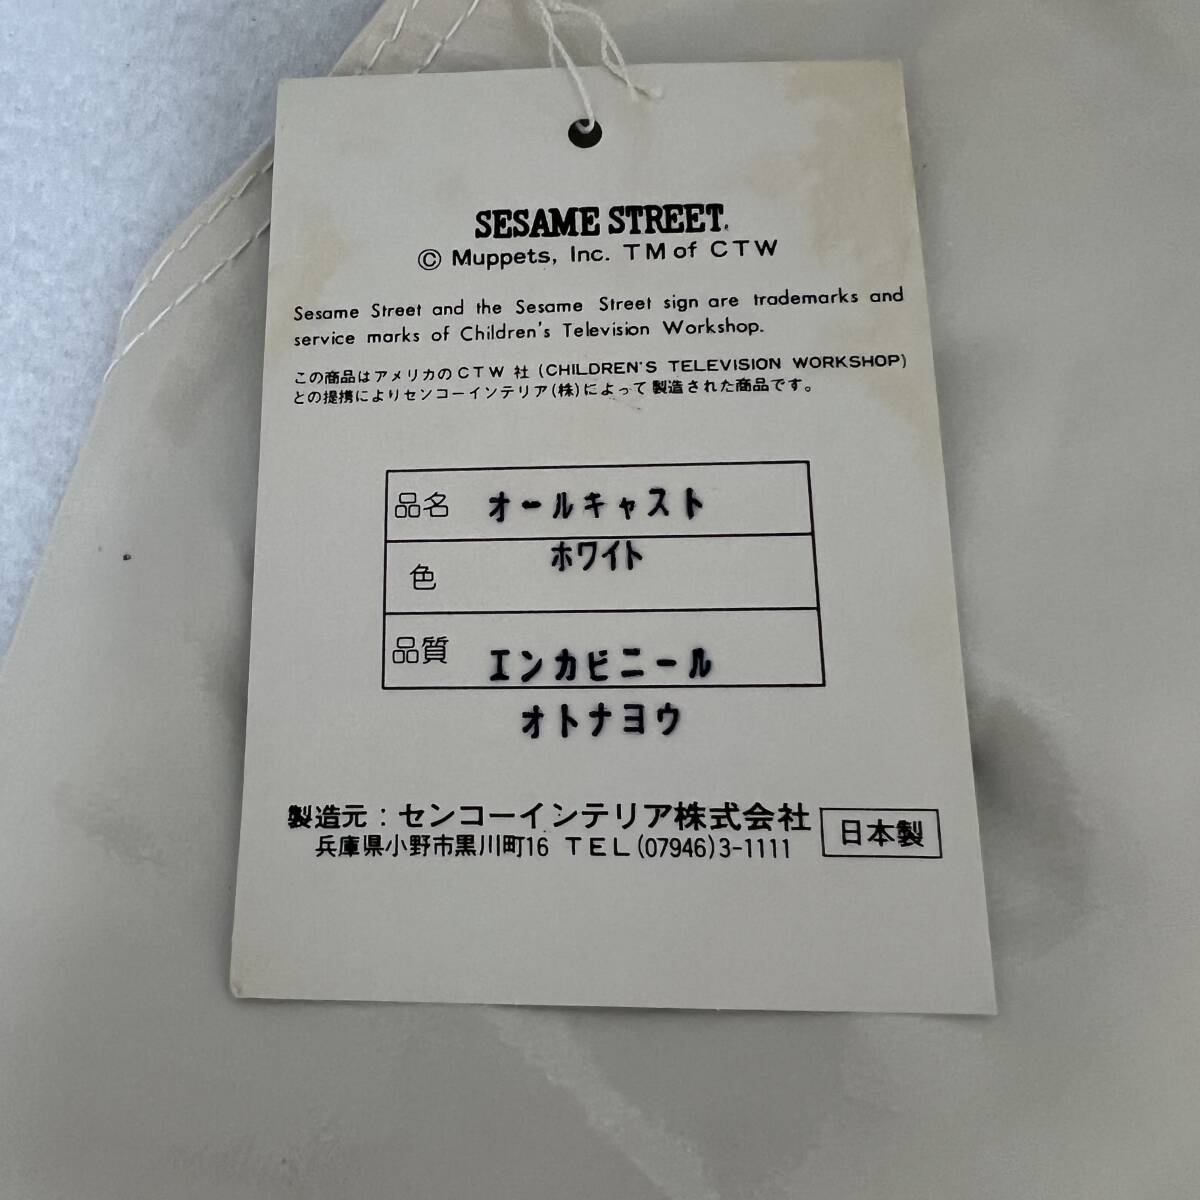 SESAME STREET.
© Muppets, Inc. TM of CTW
Sesame Street and the Sesame Street sign are trademarks and
service marks of Children's Television Workshop.
この商品はアメリカのCTW 社 (CHILDREN'S TELEVISION WORKSHOP)
との提携によりセンコーインテリア(株)によって製造された商品です。
品名 オールキャスト
色 ホワイト
品質 エンカビニール
オトナヨウ
製造元：センコーインテリア株式会社
兵庫県小野市黒川町16 TEL(07946)3-1111
日本製